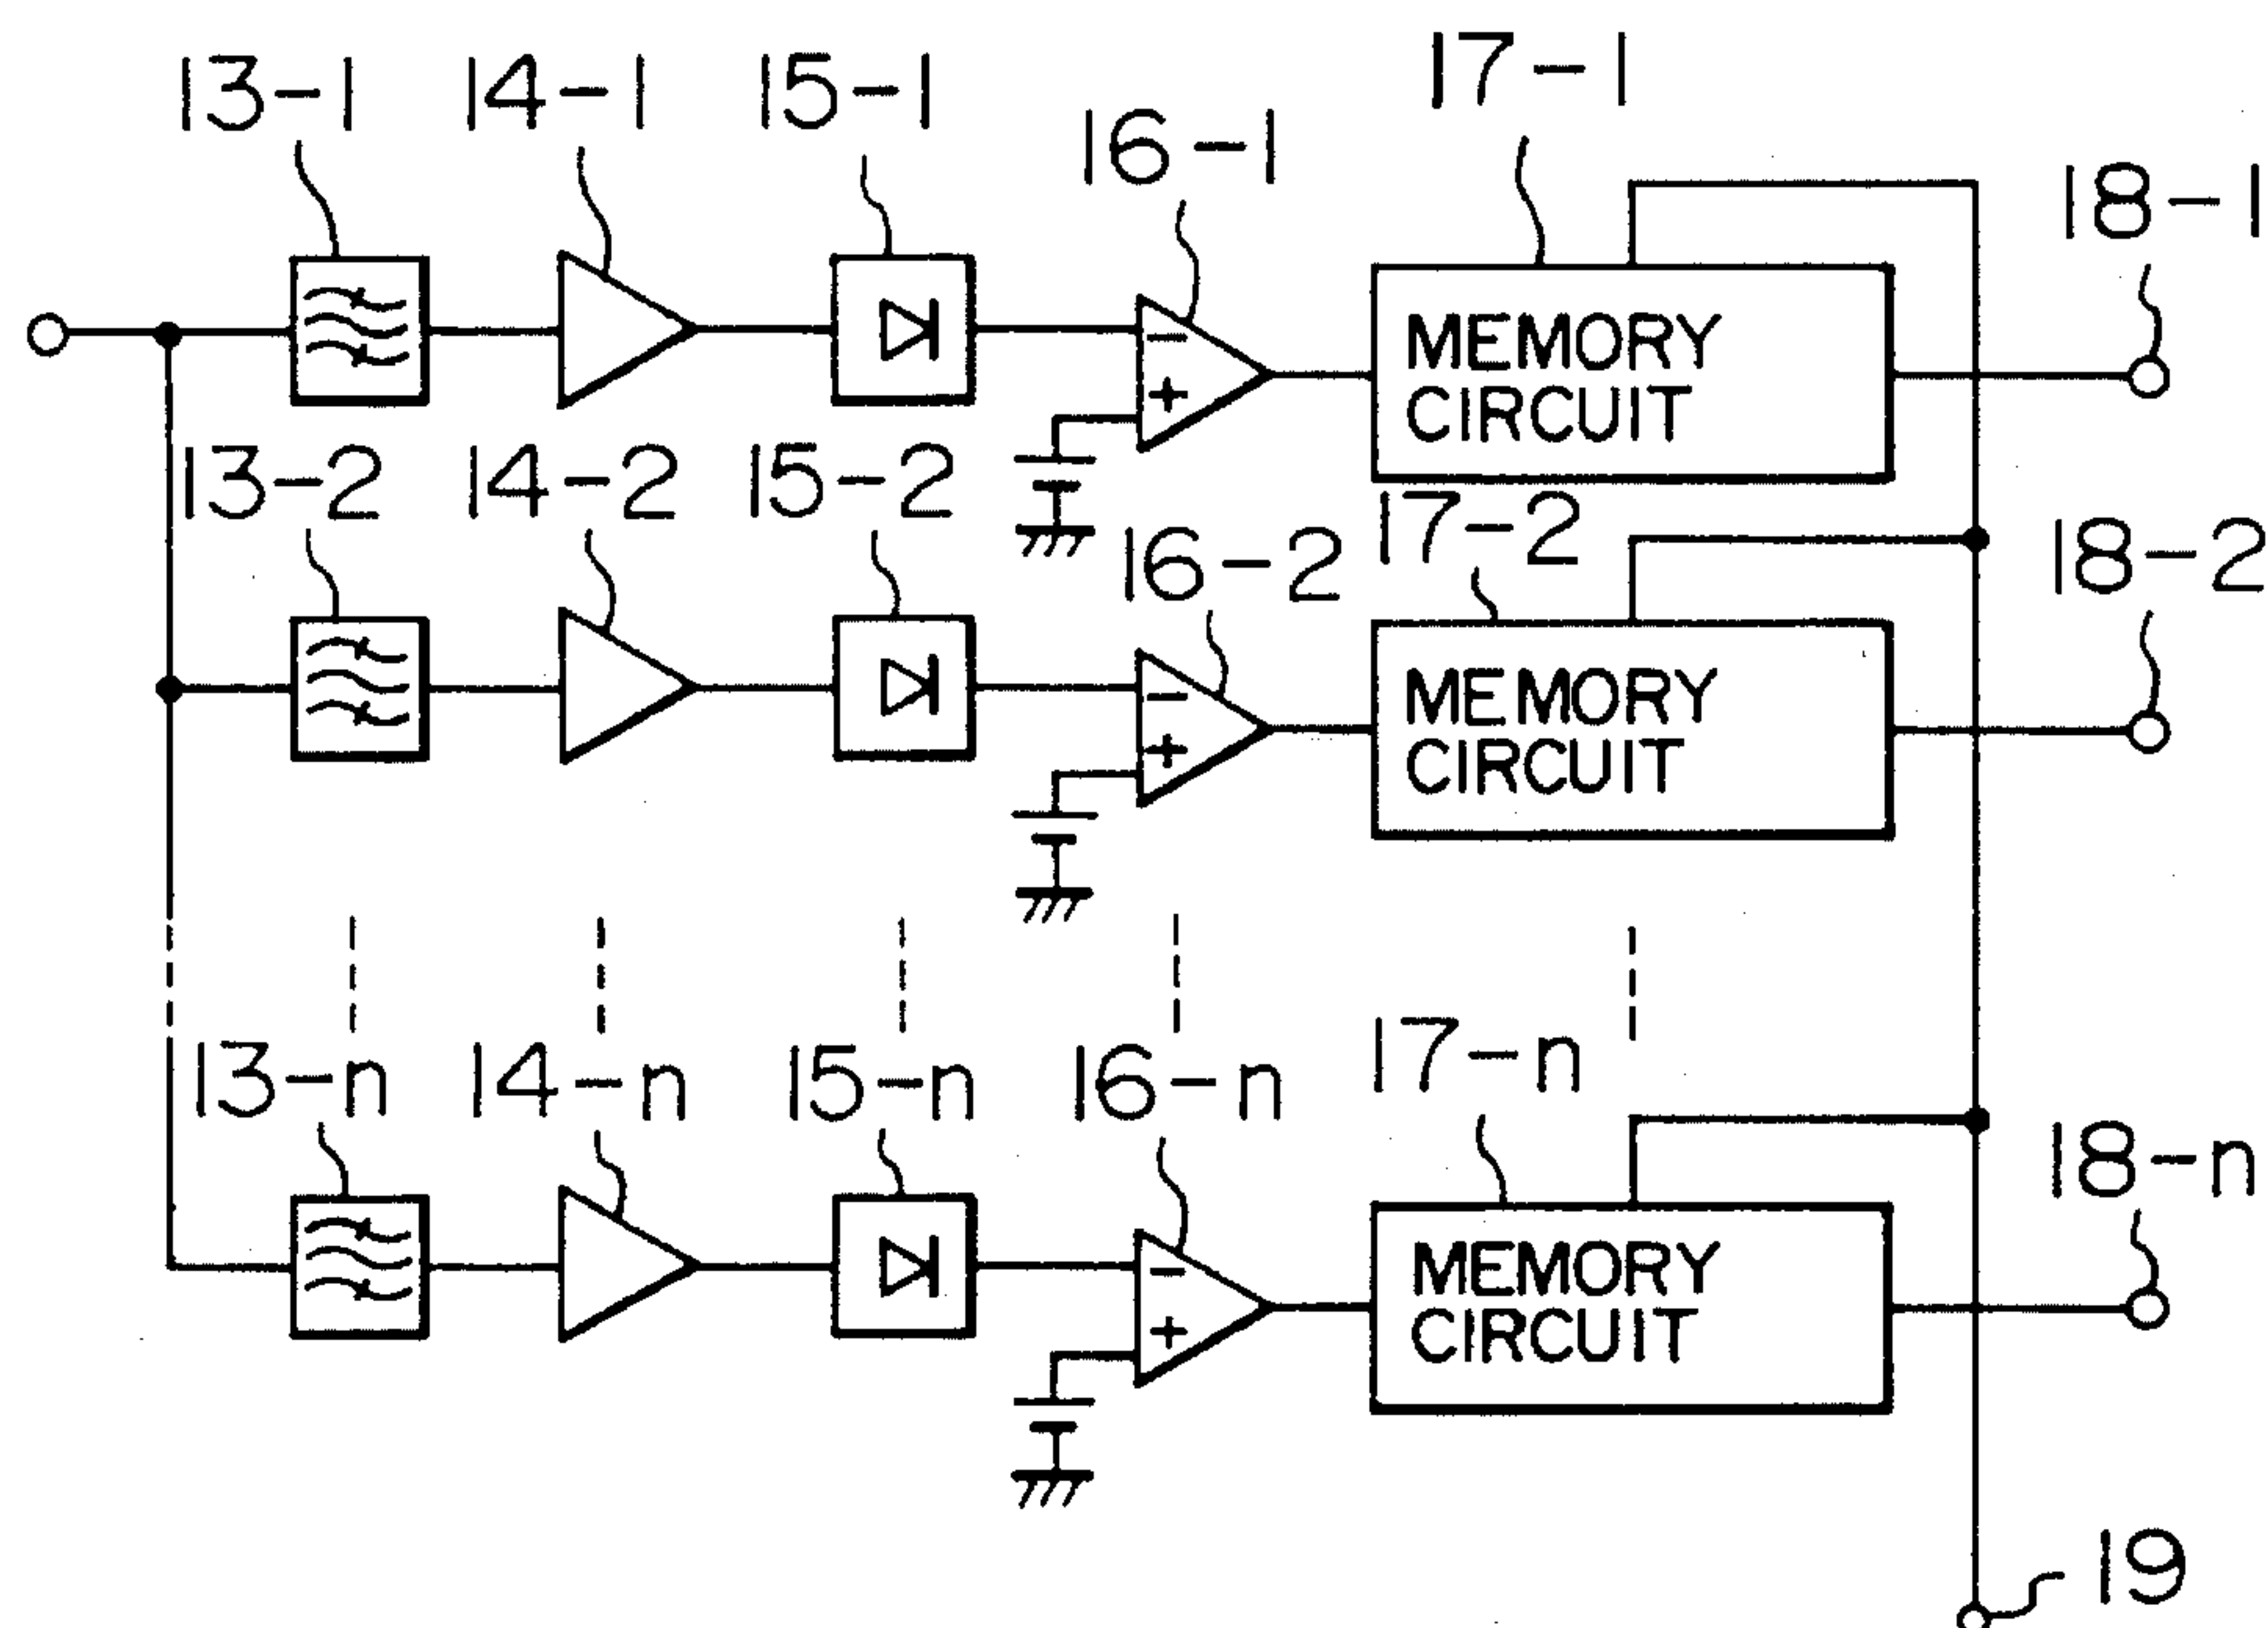 13-1 14-1 15-1 16-1 17-1 18-1
− +
MEMORY
CIRCUIT
13-2 14-2 15-2 16-2 17-2 18-2
− +
MEMORY
CIRCUIT
13-n 14-n 15-n 16-n 17-n 18-n
− +
MEMORY
CIRCUIT
19